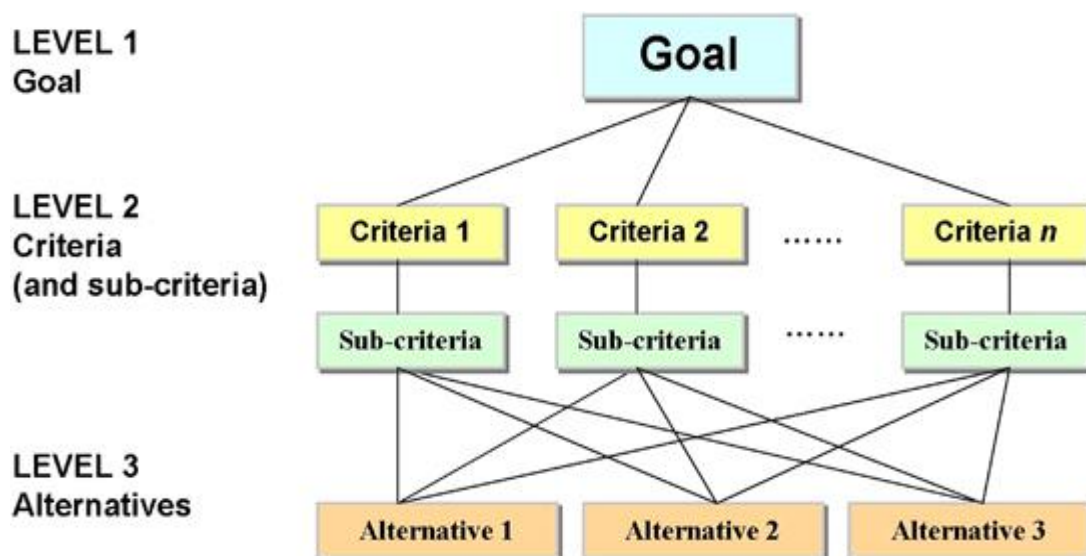 LEVEL 1
Goal
Goal
LEVEL 2
Criteria
(and sub-criteria)
Criteria 1
Criteria 2
......
Criteria n
Sub-criteria
Sub-criteria
......
Sub-criteria
LEVEL 3
Alternatives
Alternative 1
Alternative 2
Alternative 3